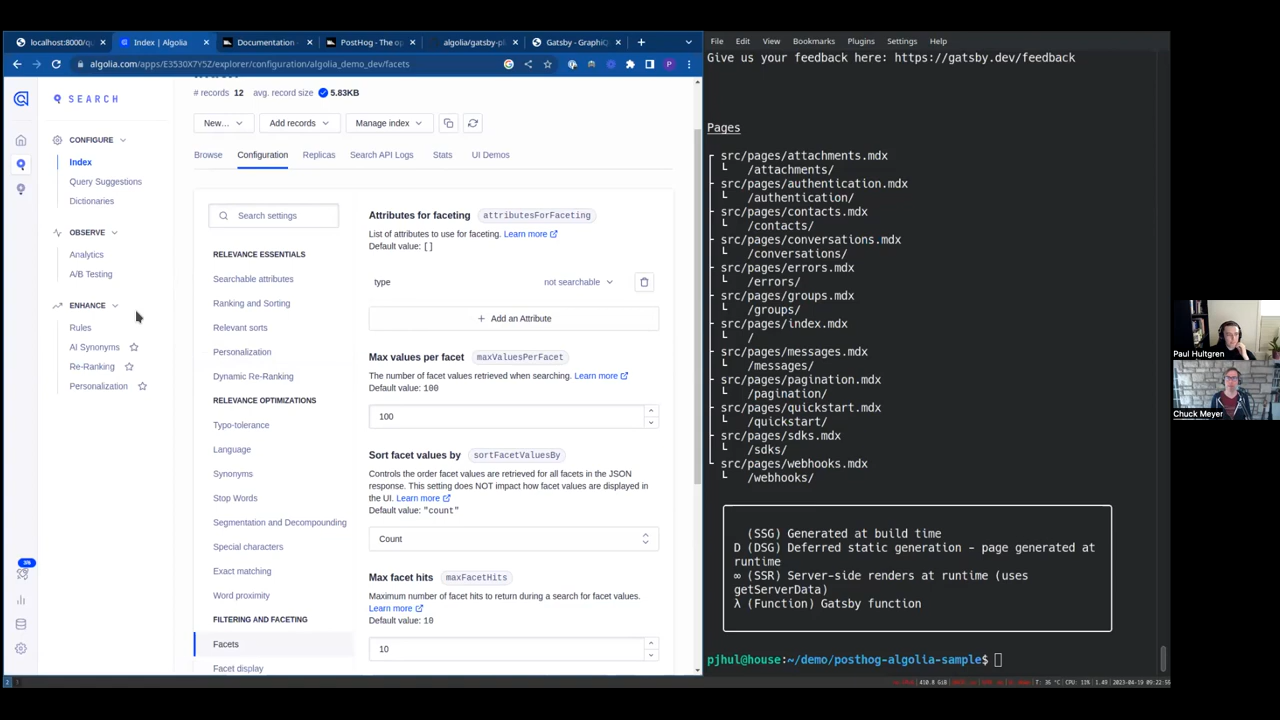 localhost:8000/qu
Index | Algolia
Documentation
PostHog - The op
algolia/gatsby-pl
Gatsby - GraphiQ
algolia.com/apps/E3530X7Y5Z/explorer/configuration/algolia_demo_dev/facets
SEARCH
CONFIGURE
Index
Query Suggestions
Dictionaries
OBSERVE
Analytics
A/B Testing
ENHANCE
Rules
AI Synonyms
Re-Ranking
Personalization
# records 12 avg. record size 5.83KB
New...
Add records
Manage index
Browse
Configuration
Replicas
Search API Logs
Stats
UI Demos
Search settings
RELEVANCE ESSENTIALS
Searchable attributes
Ranking and Sorting
Relevant sorts
Personalization
Dynamic Re-Ranking
RELEVANCE OPTIMIZATIONS
Typo-tolerance
Language
Synonyms
Stop Words
Segmentation and Decompounding
Special characters
Exact matching
Word proximity
FILTERING AND FACETING
Facets
Facet display
Attributes for faceting attributesForFaceting
List of attributes to use for faceting. Learn more
Default value: []
type not searchable
+ Add an Attribute
Max values per facet maxValuesPerFacet
The number of facet values retrieved when searching. Learn more
Default value: 100
100
Sort facet values by sortFacetValuesBy
Controls the order facet values are retrieved for all facets in the JSON
response. This setting does NOT impact how facet values are displayed in
the UI. Learn more
Default value: "count"
Count
Max facet hits maxFacetHits
Maximum number of facet hits to return during a search for facet values.
Learn more
Default value: 10
10
File Edit View Bookmarks Plugins Settings Help
Give us your feedback here: https://gatsby.dev/feedback
Pages
src/pages/attachments.mdx
/attachments/
src/pages/authentication.mdx
/authentication/
src/pages/contacts.mdx
/contacts/
src/pages/conversations.mdx
/conversations/
src/pages/errors.mdx
/errors/
src/pages/groups.mdx
/groups/
src/pages/index.mdx
/
src/pages/messages.mdx
/messages/
src/pages/pagination.mdx
/pagination/
src/pages/quickstart.mdx
/quickstart/
src/pages/sdks.mdx
/sdks/
src/pages/webhooks.mdx
/webhooks/
(SSG) Generated at build time
D (DSG) Deferred static generation - page generated at
runtime
∞ (SSR) Server-side renders at runtime (uses
getServerData)
λ (Function) Gatsby function
pjhul@house:~/demo/posthog-algolia-sample$
Paul Hultgren
Chuck Meyer